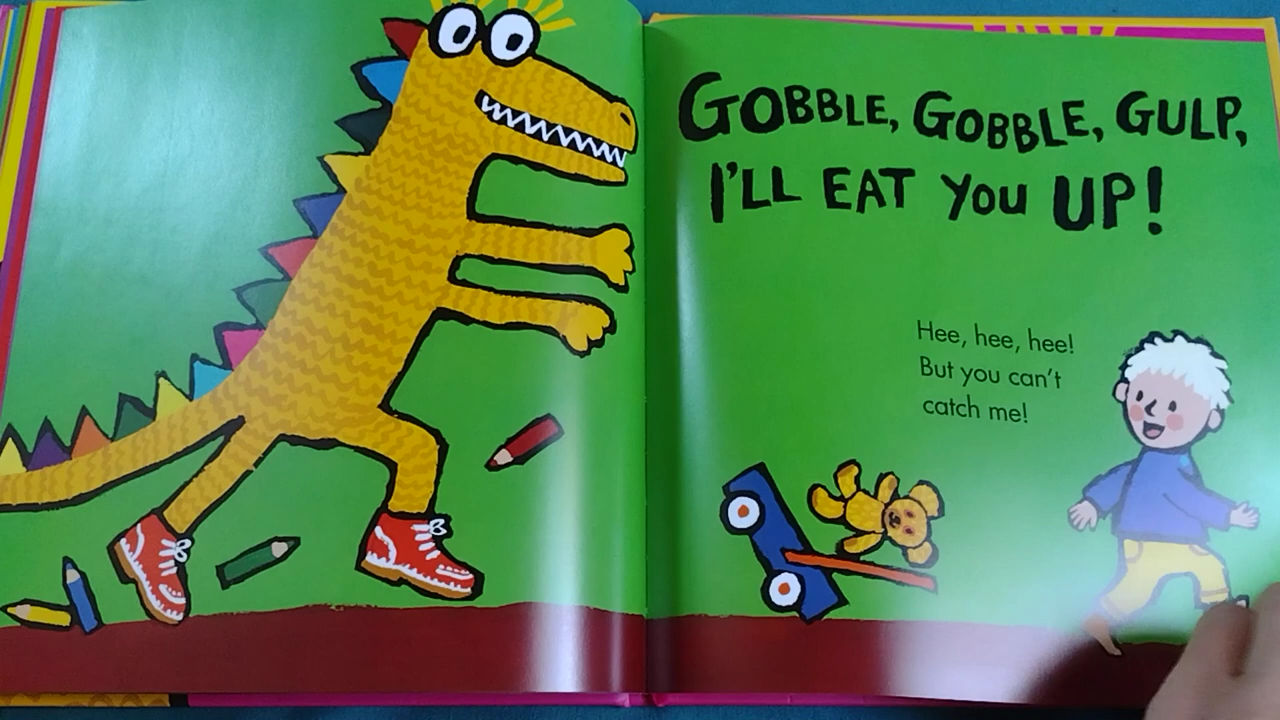 GOBBLE, GOBBLE, GULP,
I'LL EAT You UP!
Hee, hee, hee!
But you can't
catch me!